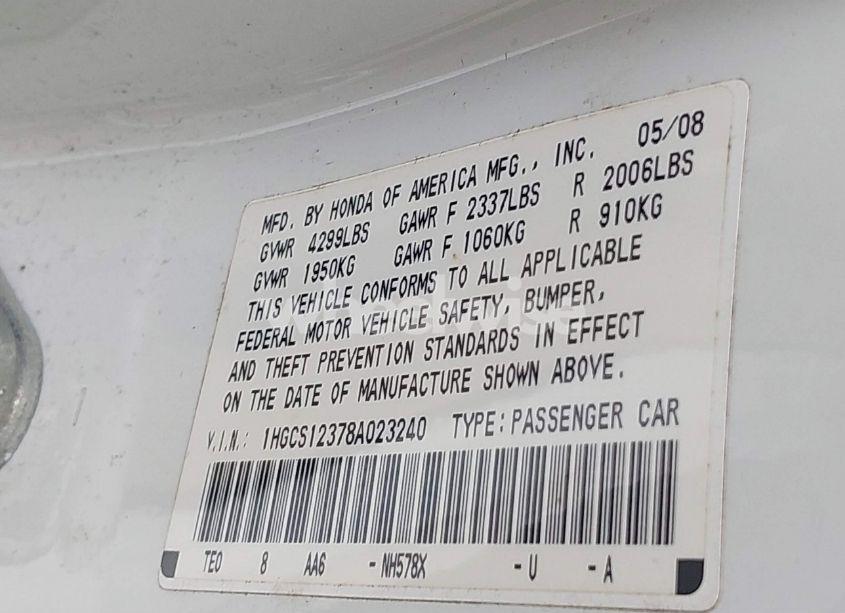 MFD. BY HONDA OF AMERICA MFG., INC. 05/08
GVWR 4299LBS GAWR F 2337LBS R 2006LBS
GVWR 1950KG GAWR F 1060KG R 910KG
THIS VEHICLE CONFORMS TO ALL APPLICABLE
FEDERAL MOTOR VEHICLE SAFETY, BUMPER,
AND THEFT PREVENTION STANDARDS IN EFFECT
ON THE DATE OF MANUFACTURE SHOWN ABOVE.
V.I.N.: 1HGCS12378A023240 TYPE: PASSENGER CAR
TE0 8 AA6 -NH578X -U -A